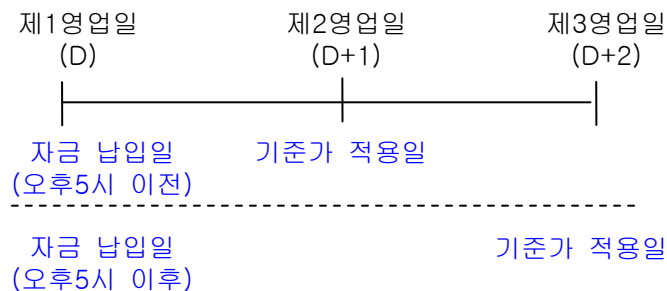 제1영업일 제2영업일 제3영업일
(D) (D+1) (D+2)
자금 납입일 기준가 적용일
(오후5시 이전)
자금 납입일 기준가 적용일
(오후5시 이후)